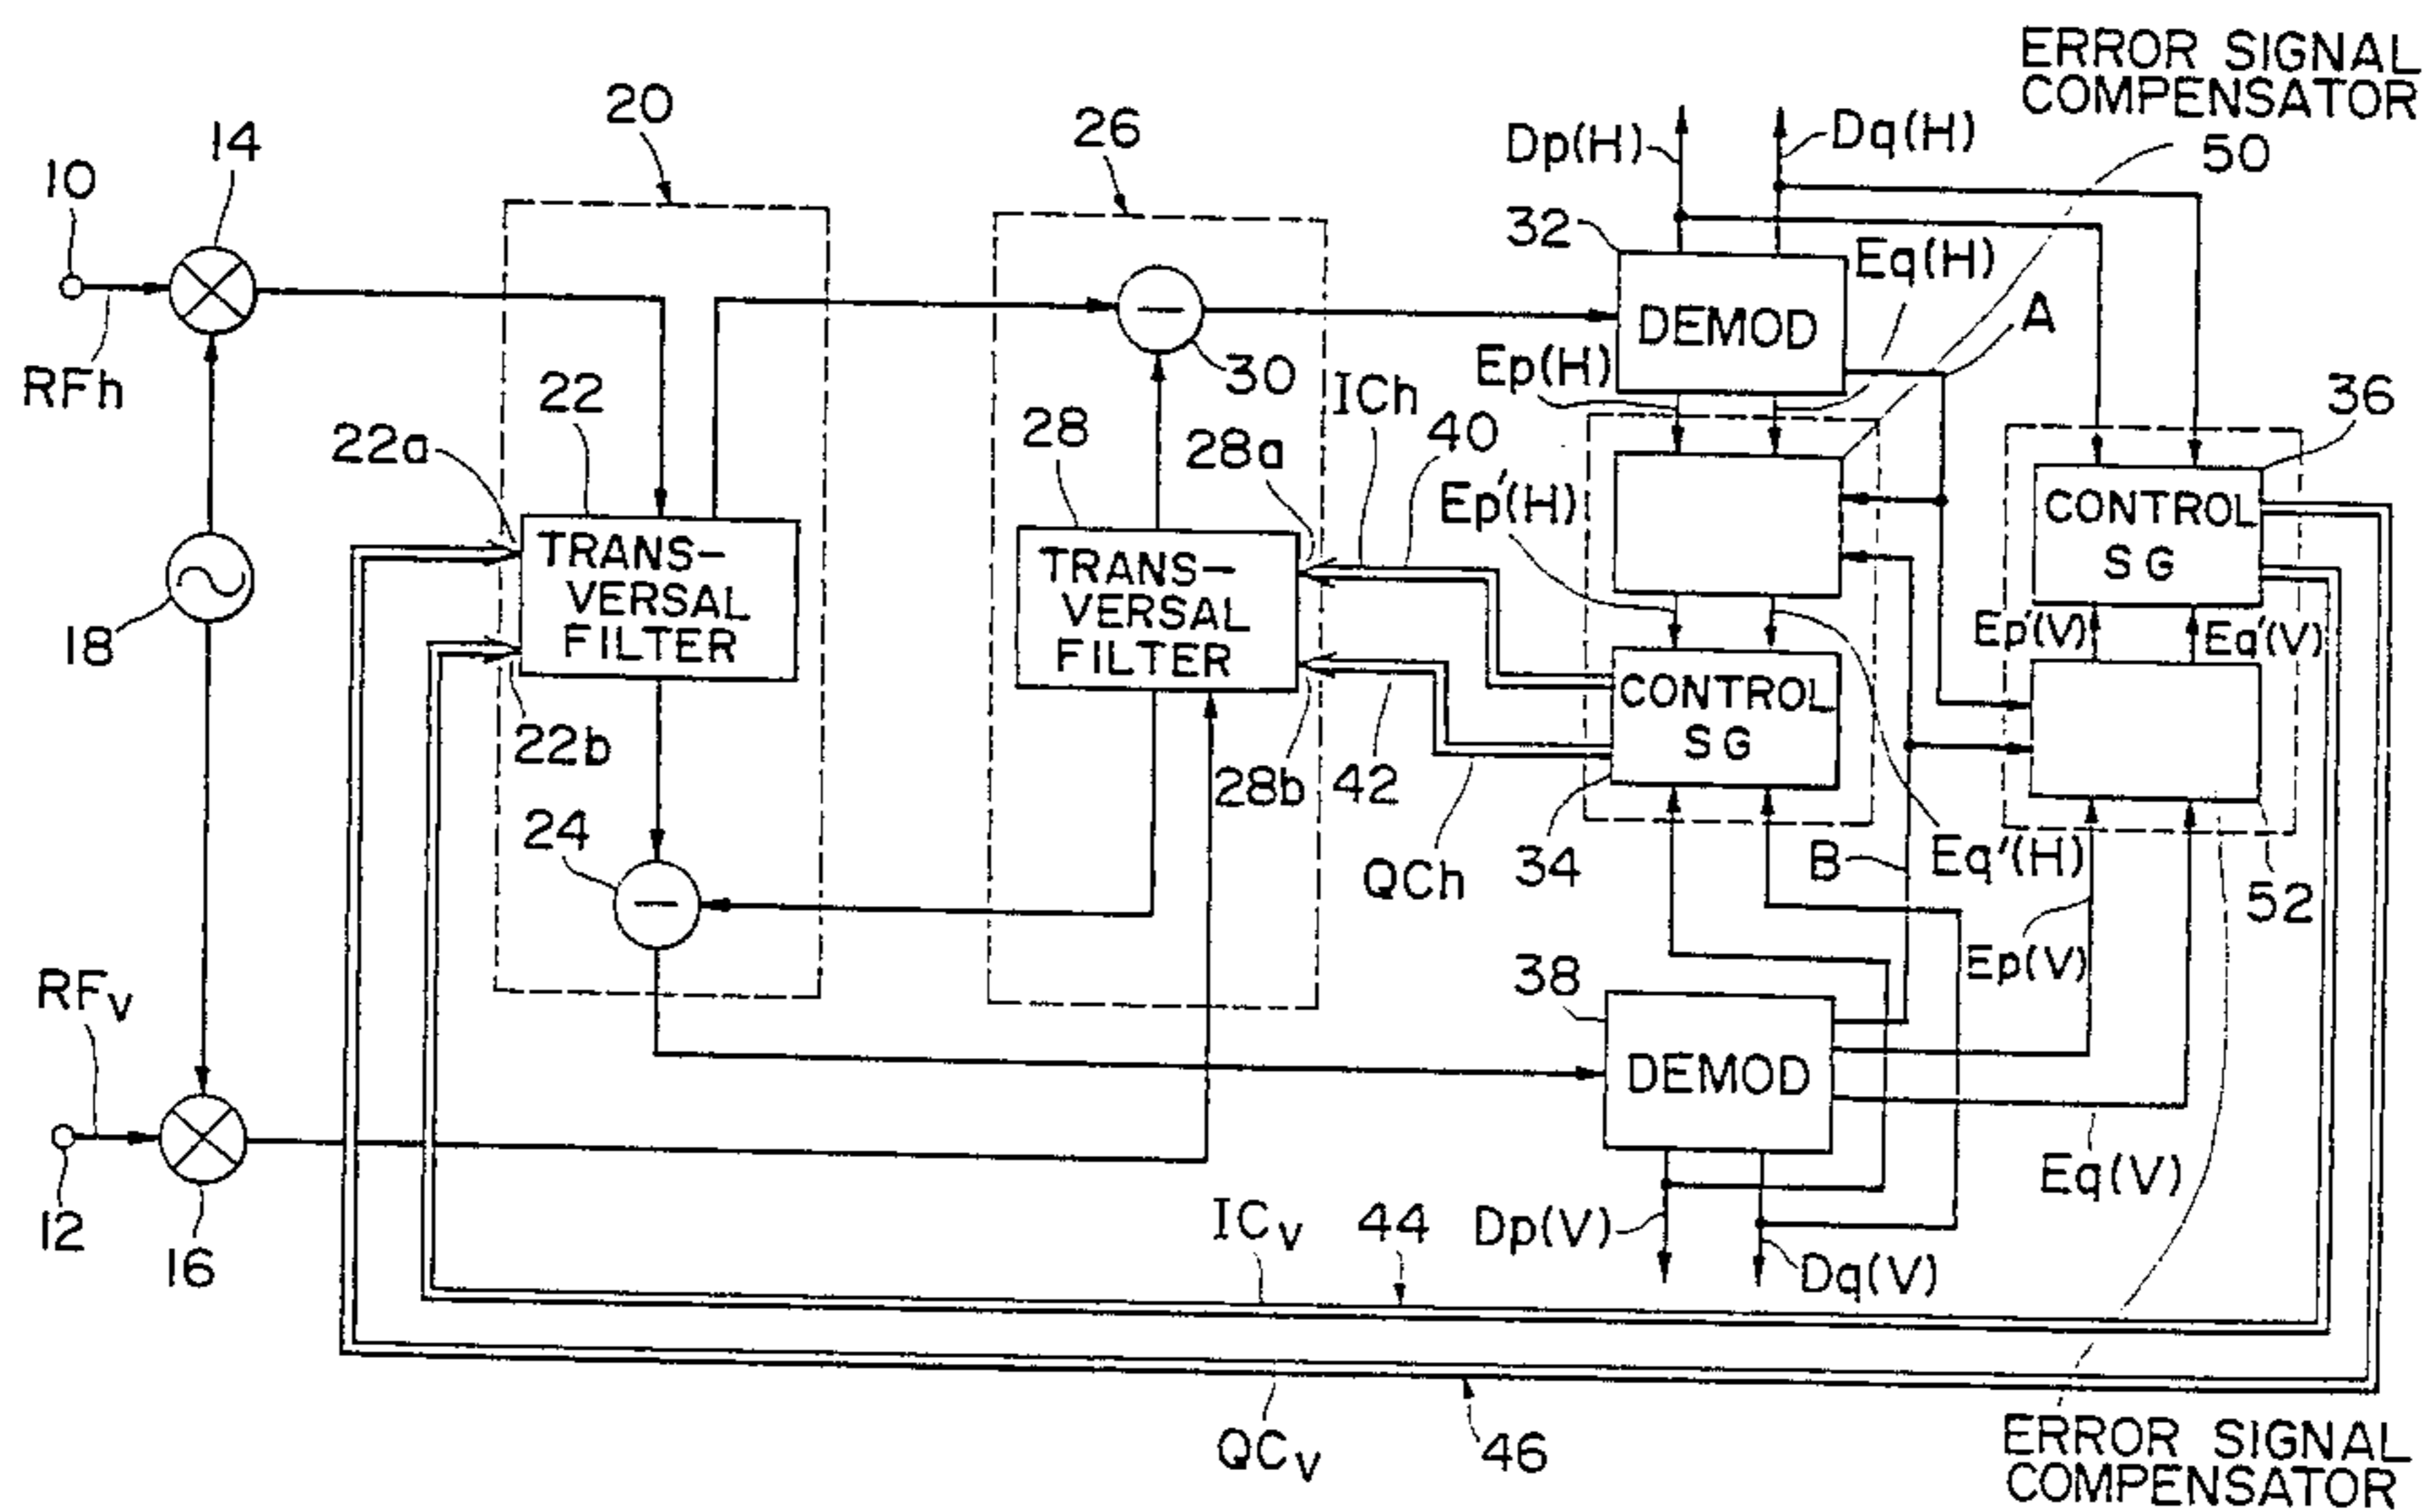 ERROR SIGNAL
COMPENSATOR
50
20
26
14
10
Dp(H)
Dq(H)
32
Eq(H)
A
DEMOD
RFh
22
30
Ep(H)
ICh
36
22a
28
28a
40
Ep'(H)
CONTROL
SG
TRANS-
VERSAL
FILTER
TRANS-
VERSAL
FILTER
18
Ep'(V)
Eq'(V)
CONTROL
SG
22b
28b
42
24
QCh
34
B
Eq'(H)
52
RFv
38
Ep(V)
DEMOD
12
16
Eq(V)
ICv
44
Dp(V)
Dq(V)
QCv
46
ERROR SIGNAL
COMPENSATOR